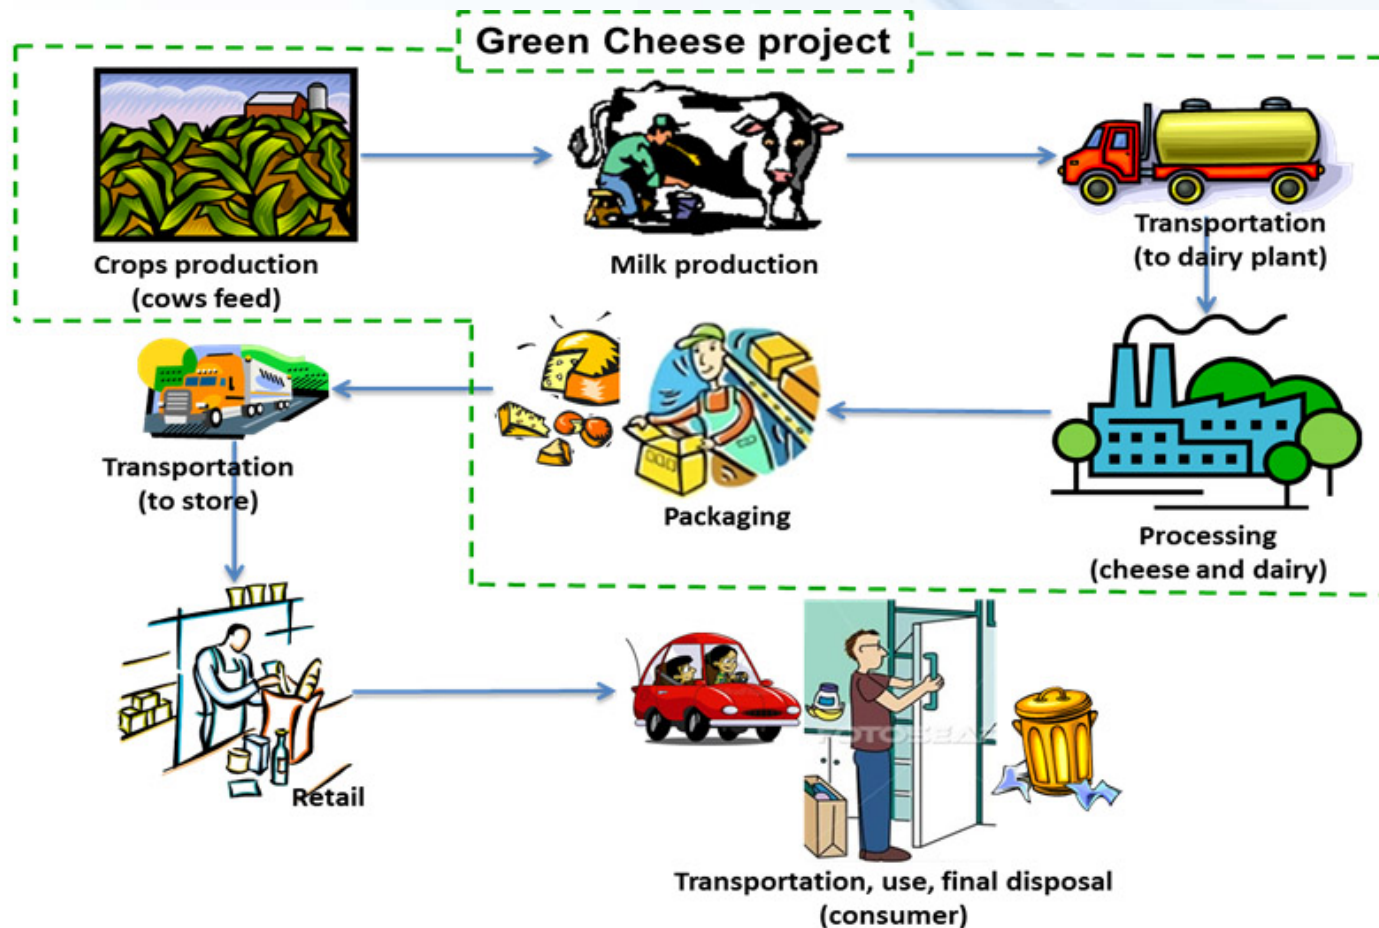 Green Cheese project
Crops production
(cows feed)
Milk production
Transportation
(to dairy plant)
Processing
(cheese and dairy)
Packaging
Transportation
(to store)
Retail
Transportation, use, final disposal
(consumer)